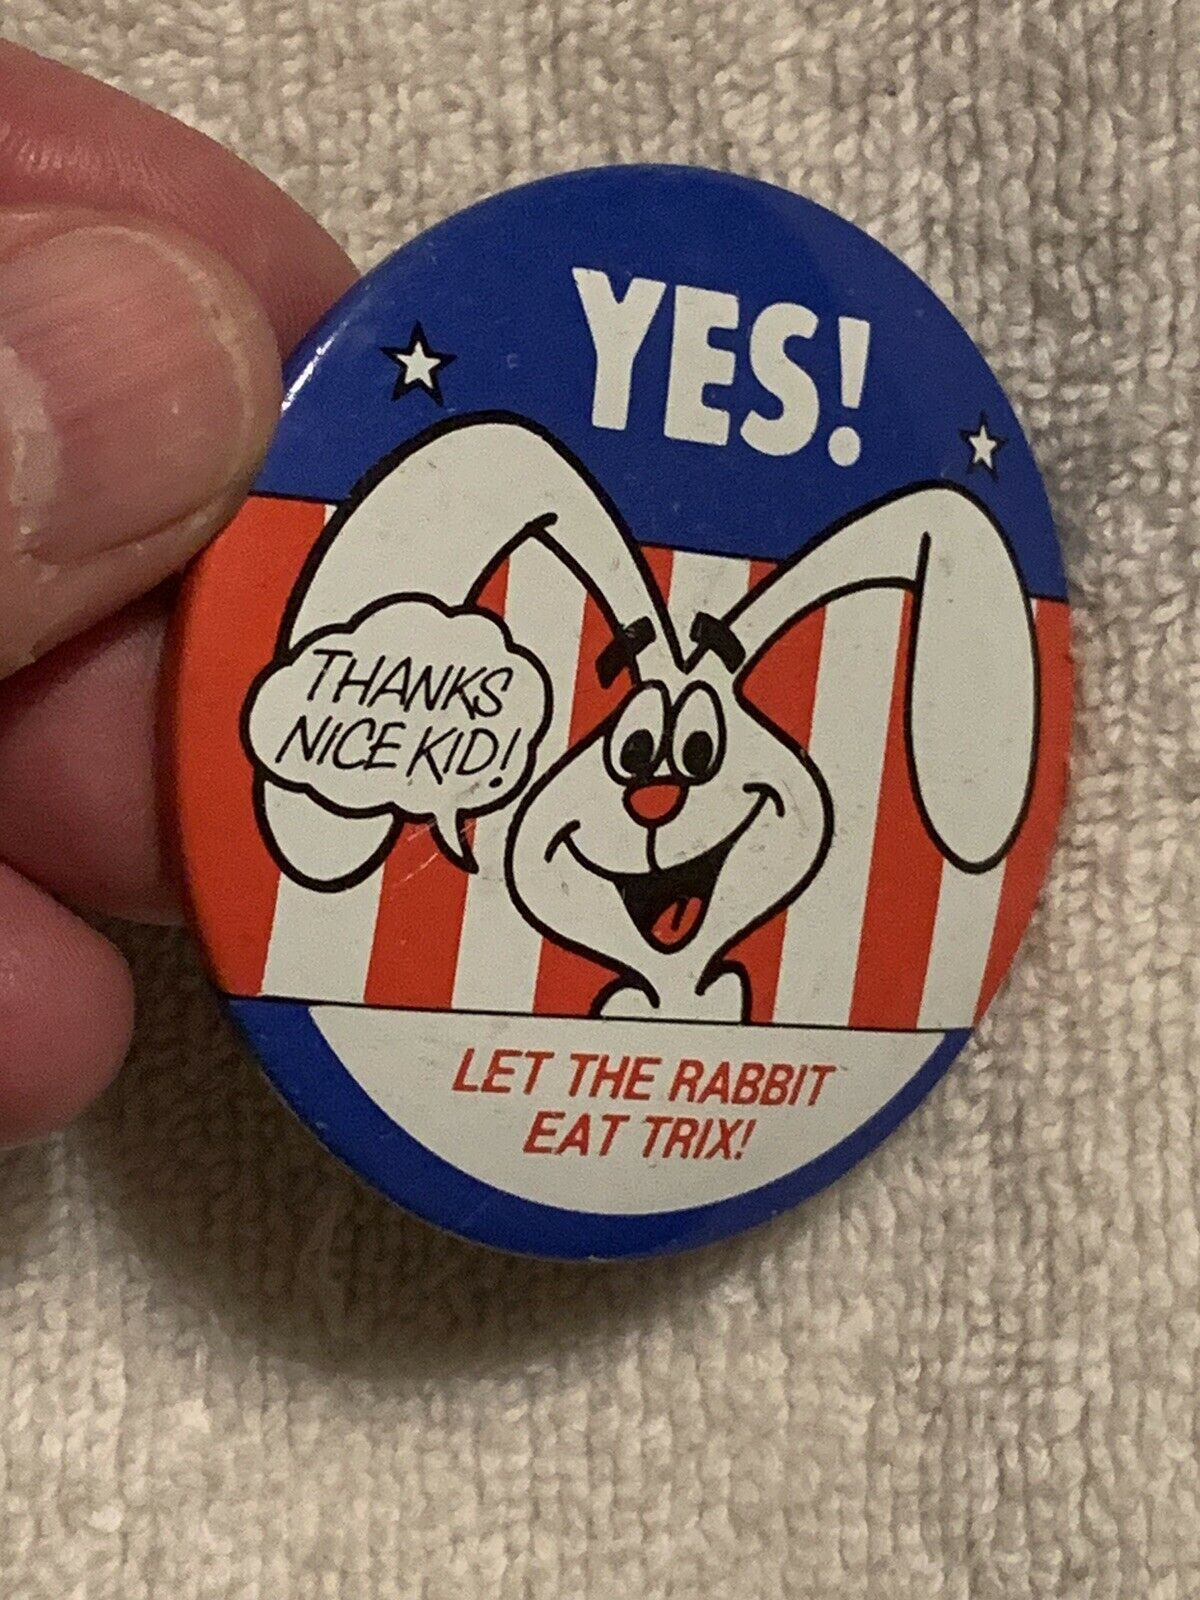 YES!
THANKS
NICE KID!
LET THE RABBIT
EAT TRIX!